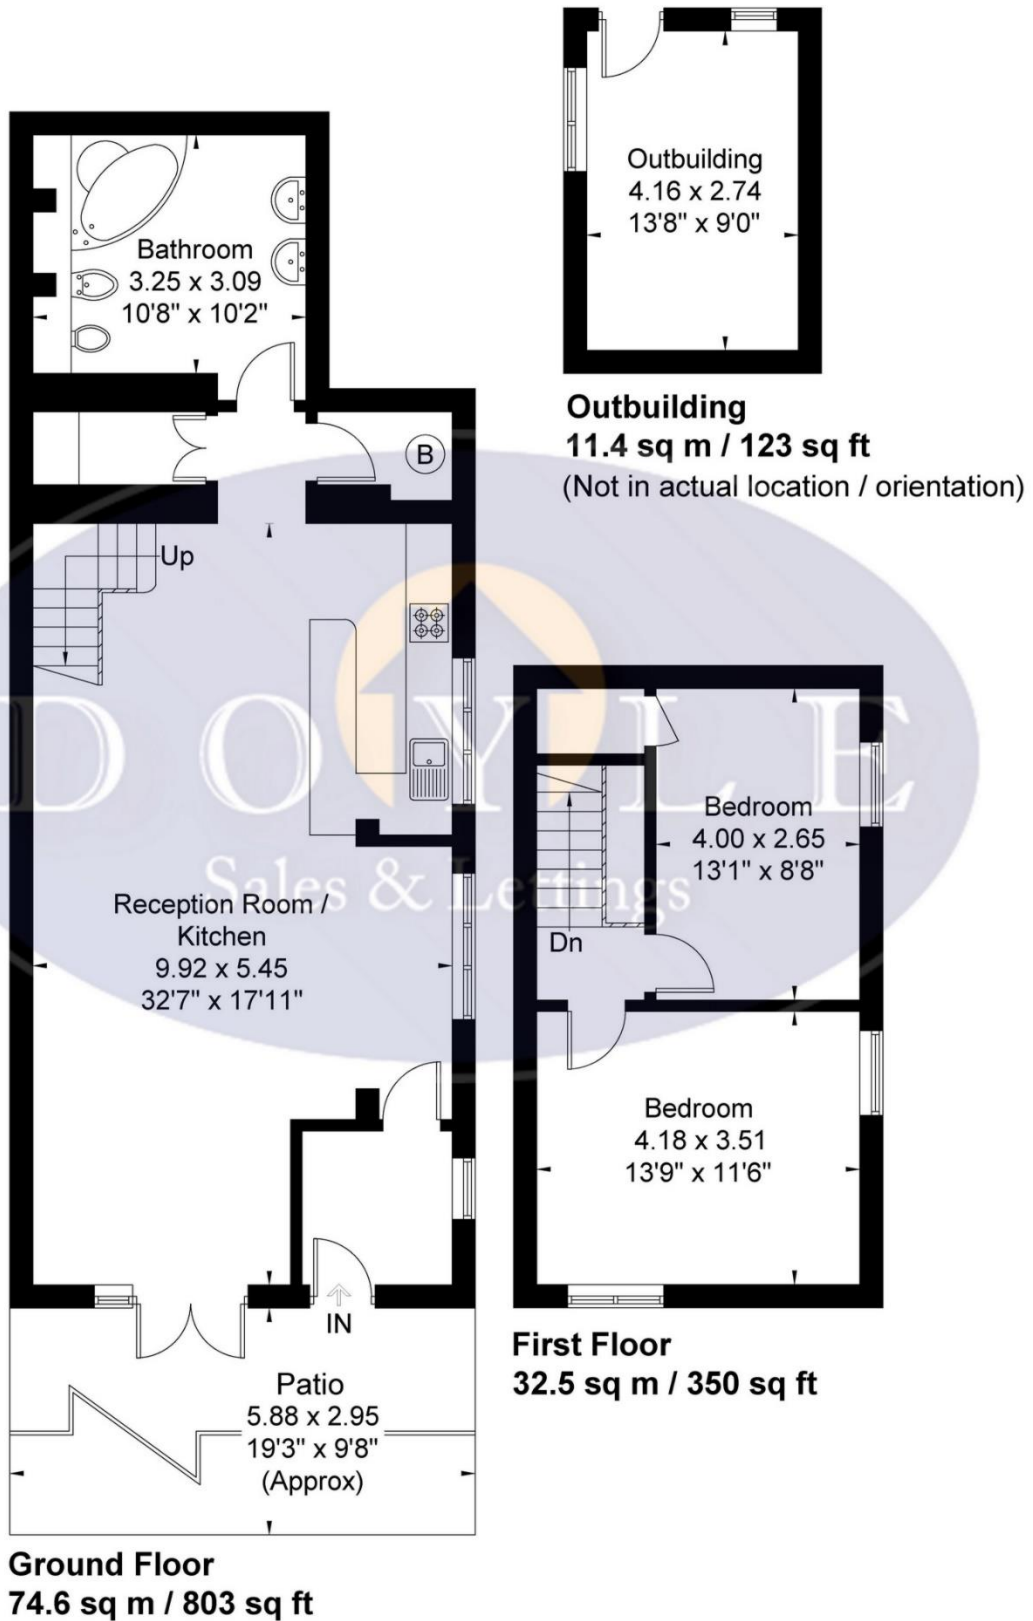 Outbuilding
4.16 x 2.74
13'8" x 9'0"
Outbuilding
11.4 sq m / 123 sq ft
(Not in actual location / orientation)
Bathroom
3.25 x 3.09
10'8" x 10'2"
B
Up
DOYLE
Sales & Lettings
Reception Room /
Kitchen
9.92 x 5.45
32'7" x 17'11"
IN
Patio
5.88 x 2.95
19'3" x 9'8"
(Approx)
Ground Floor
74.6 sq m / 803 sq ft
Bedroom
4.00 x 2.65
13'1" x 8'8"
Dn
Bedroom
4.18 x 3.51
13'9" x 11'6"
First Floor
32.5 sq m / 350 sq ft